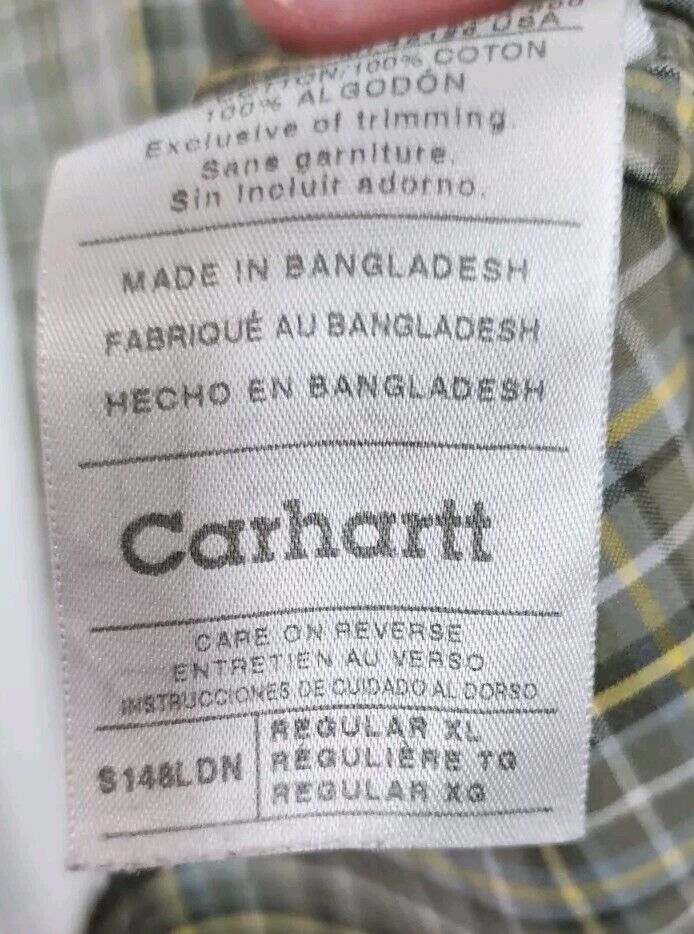 USA
COTTON/100% COTON
100% ALGODÓN
Exclusive of trimming.
Sans garniture.
Sin Incluir adorno.
MADE IN BANGLADESH
FABRIQUÉ AU BANGLADESH
HECHO EN BANGLADESH
Carhartt
CARE ON REVERSE
ENTRETIEN AU VERSO
INSTRUCCIONES DE CUIDADO AL DORSO
S148LDN
REGULAR XL
RÉGULIÈRE TG
REGULAR XG